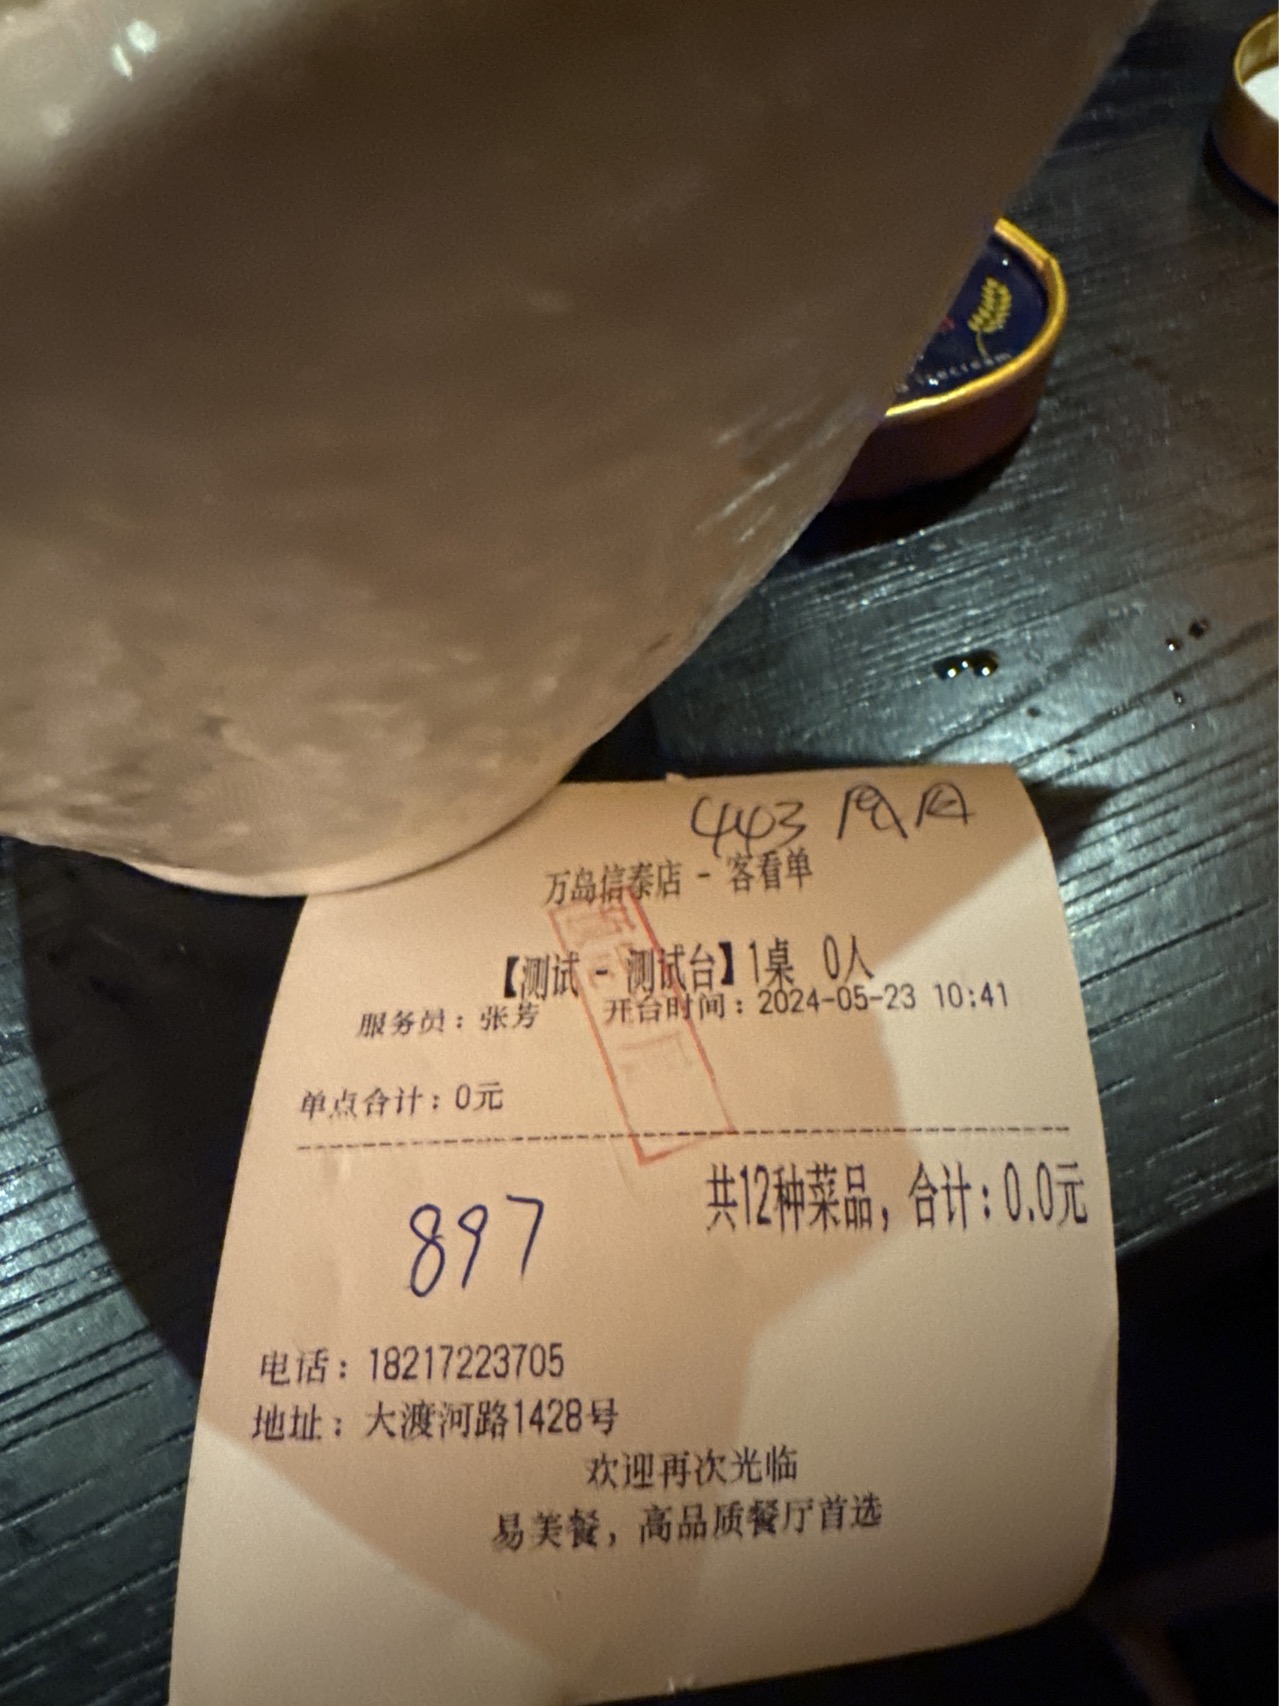 443
万岛信泰店 - 客看单
【测试 - 测试台】1桌 0人
服务员：张芳 开台时间：2024-05-23 10:41
单点合计：0元
共12种菜品，合计：0.0元
897
电话：18217223705
地址：大渡河路1428号
欢迎再次光临
易美餐，高品质餐厅首选